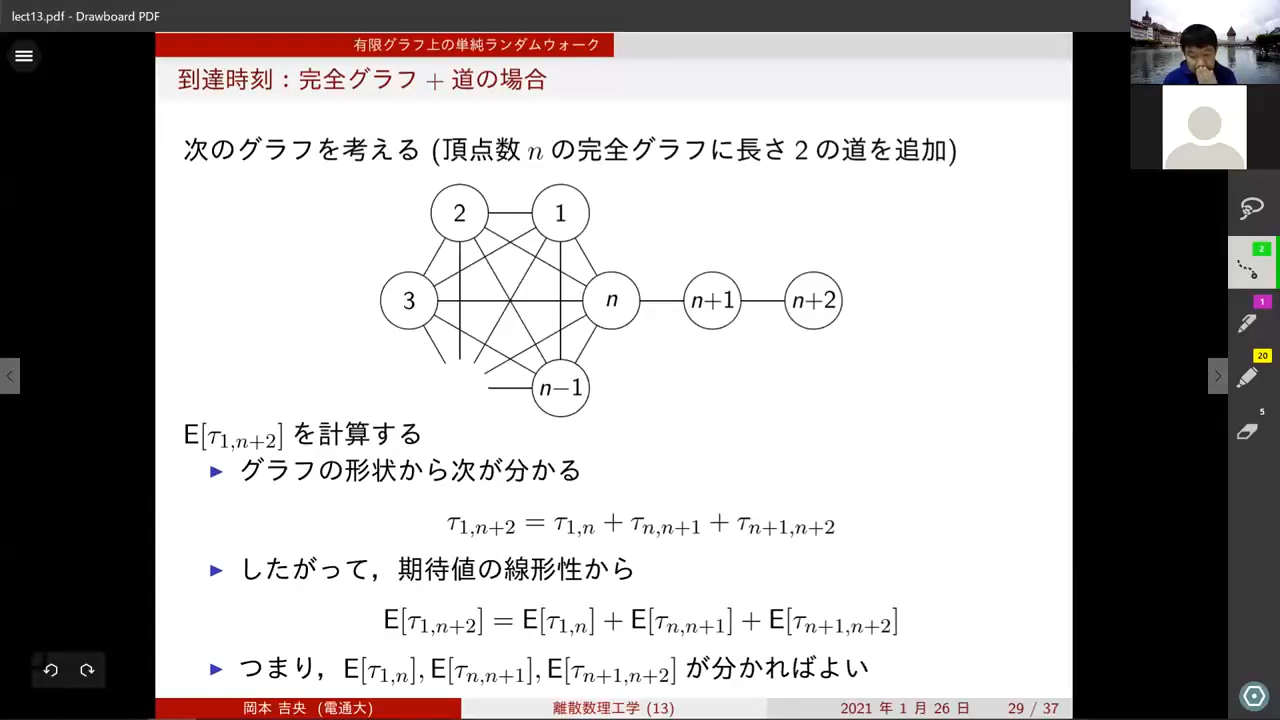 lect13.pdf - Drawboard PDF
有限グラフ上の単純ランダムウォーク
到達時刻：完全グラフ + 道の場合
次のグラフを考える (頂点数 n の完全グラフに長さ 2 の道を追加)
2
1
3
n
n+1
n+2
n−1
E[τ1,n+2] を計算する
▶ グラフの形状から次が分かる
τ1,n+2 = τ1,n + τn,n+1 + τn+1,n+2
▶ したがって，期待値の線形性から
E[τ1,n+2] = E[τ1,n] + E[τn,n+1] + E[τn+1,n+2]
▶ つまり，E[τ1,n], E[τn,n+1], E[τn+1,n+2] が分かればよい
岡本 吉央 (電通大)
離散数理工学 (13)
2021 年 1 月 26 日
29 / 37
2
1
20
5